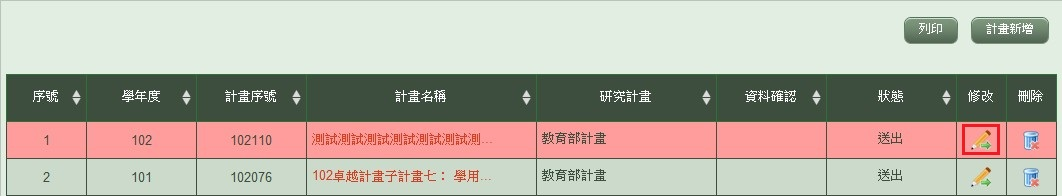 列印 計畫新增
序號 學年度 計畫序號 計畫名稱 研究計畫 資料確認 狀態 修改 刪除
1 102 102110 測試測試測試測試測試測試測... 教育部計畫 送出
2 101 102076 102卓越計畫子計畫七： 學用... 教育部計畫 送出